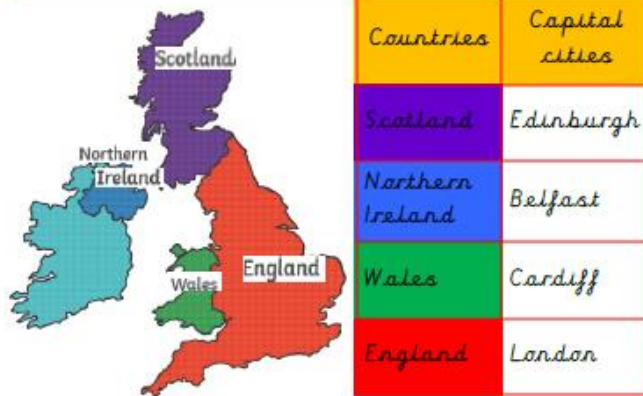 Scotland
Northern
Ireland
Wales
England
Countries
Capital
cities
Scotland
Edinburgh
Northern
Ireland
Belfast
Wales
Cardiff
England
London